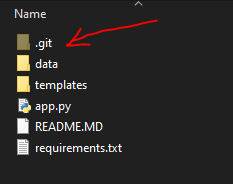 Name
.git
data
templates
app.py
README.MD
requirements.txt